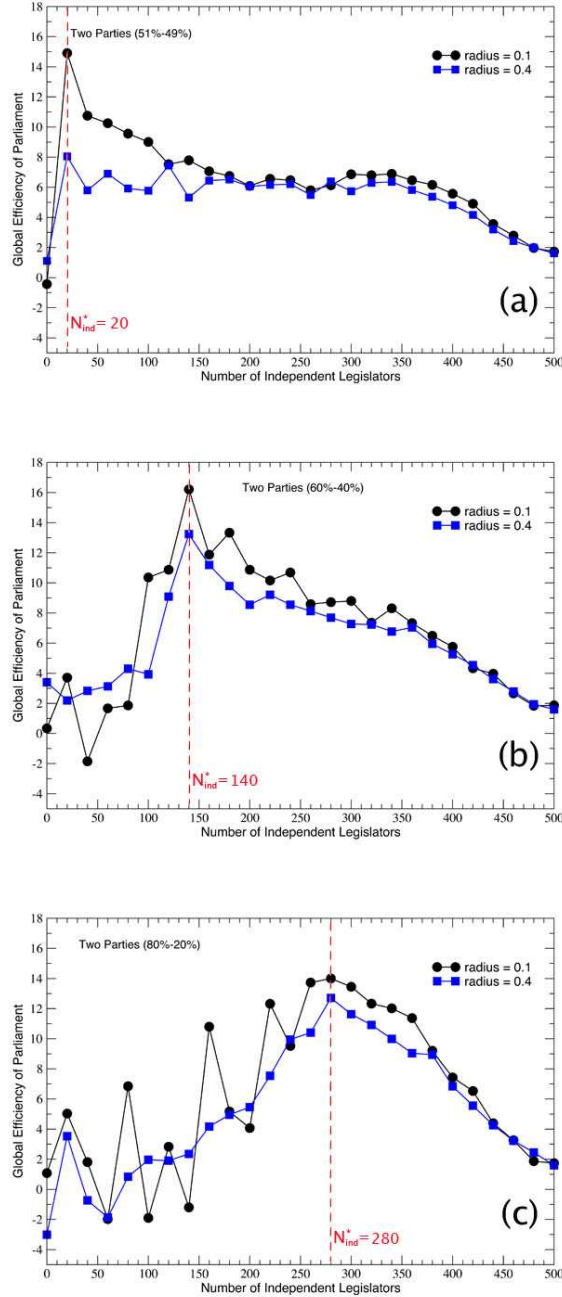 18
16
14
12
10
8
6
4
2
0
-2
-4
Global Efficiency of Parliament
Two Parties (51%-49%)
radius = 0.1
radius = 0.4
N*ind = 20
(a)
0 50 100 150 200 250 300 350 400 450 500
Number of Independent Legislators
18
16
14
12
10
8
6
4
2
0
-2
-4
Global Efficiency of Parliament
Two Parties (60%-40%)
radius = 0.1
radius = 0.4
N*ind = 140
(b)
0 50 100 150 200 250 300 350 400 450 500
Number of Independent Legislators
18
16
14
12
10
8
6
4
2
0
-2
-4
Global Efficiency of Parliament
Two Parties (80%-20%)
radius = 0.1
radius = 0.4
N*ind = 280
(c)
0 50 100 150 200 250 300 350 400 450 500
Number of Independent Legislators